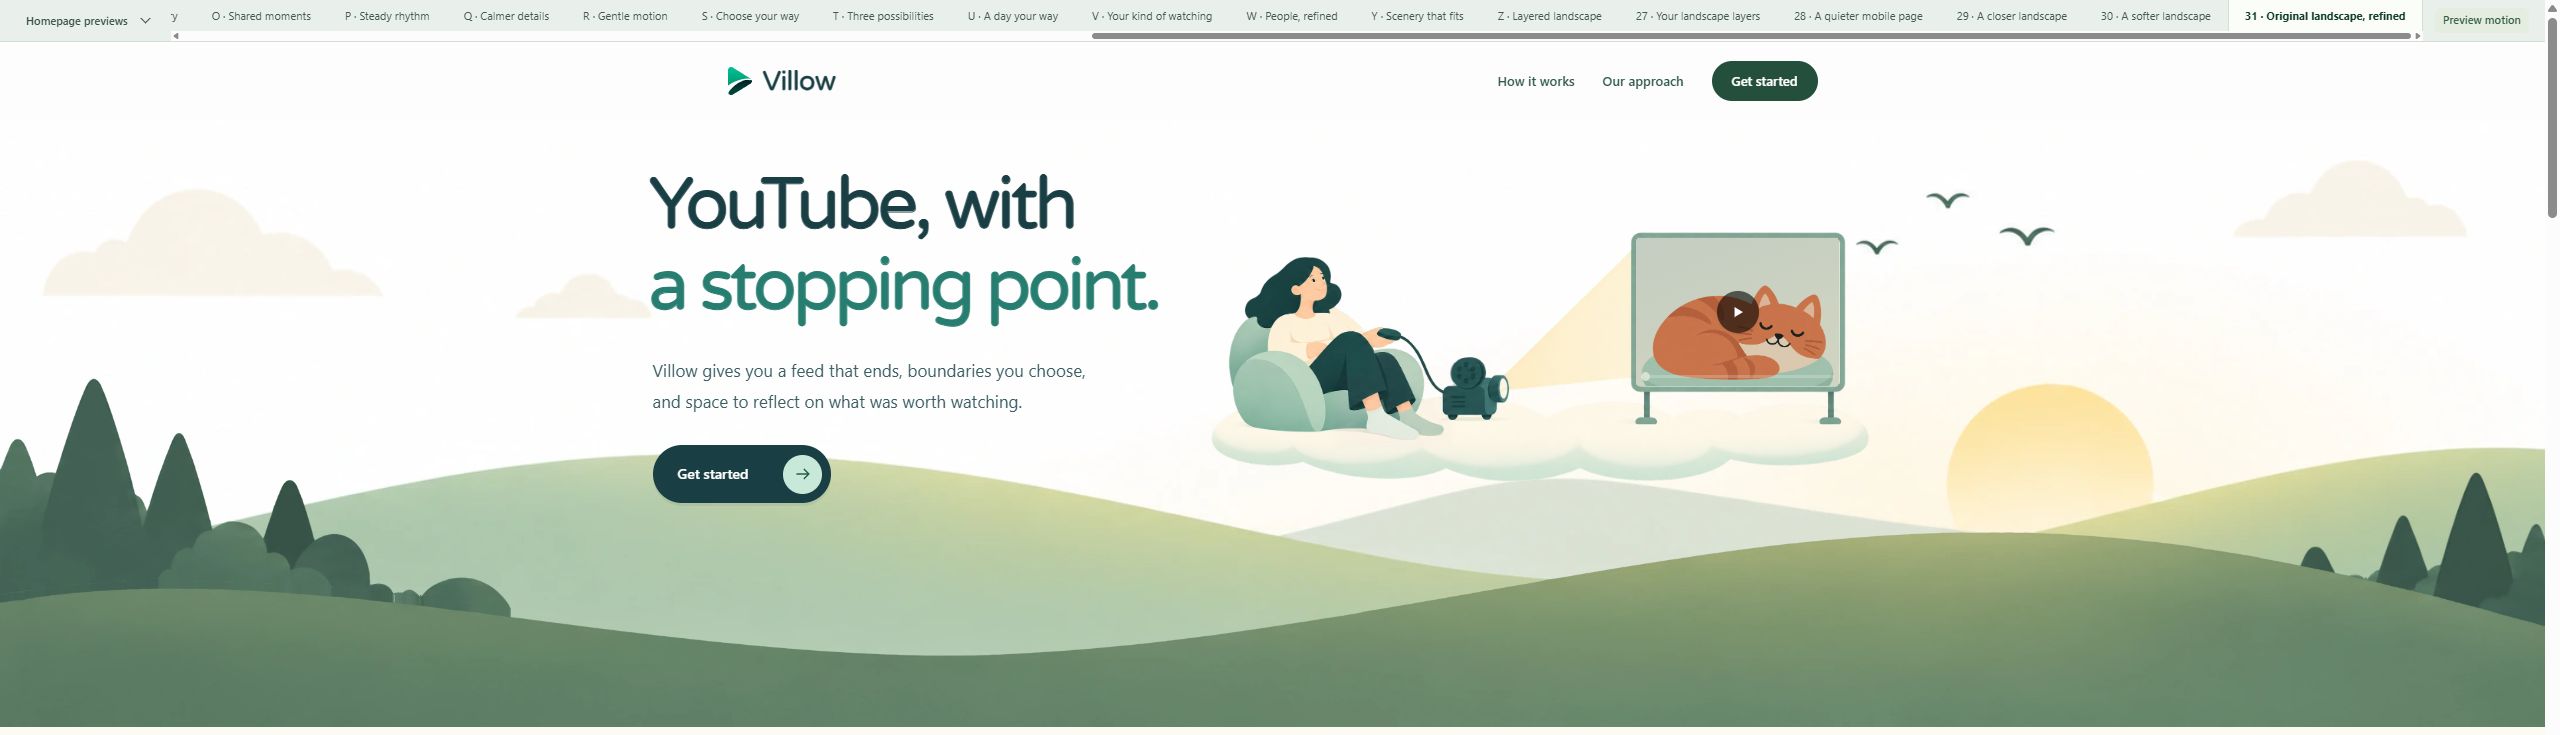 Homepage previews
y
O · Shared moments
P · Steady rhythm
Q · Calmer details
R · Gentle motion
S · Choose your way
T · Three possibilities
U · A day your way
V · Your kind of watching
W · People, refined
Y · Scenery that fits
Z · Layered landscape
27 · Your landscape layers
28 · A quieter mobile page
29 · A closer landscape
30 · A softer landscape
31 · Original landscape, refined
Preview motion
Villow
How it works
Our approach
Get started
YouTube, with
a stopping point.
Villow gives you a feed that ends, boundaries you choose,
and space to reflect on what was worth watching.
Get started